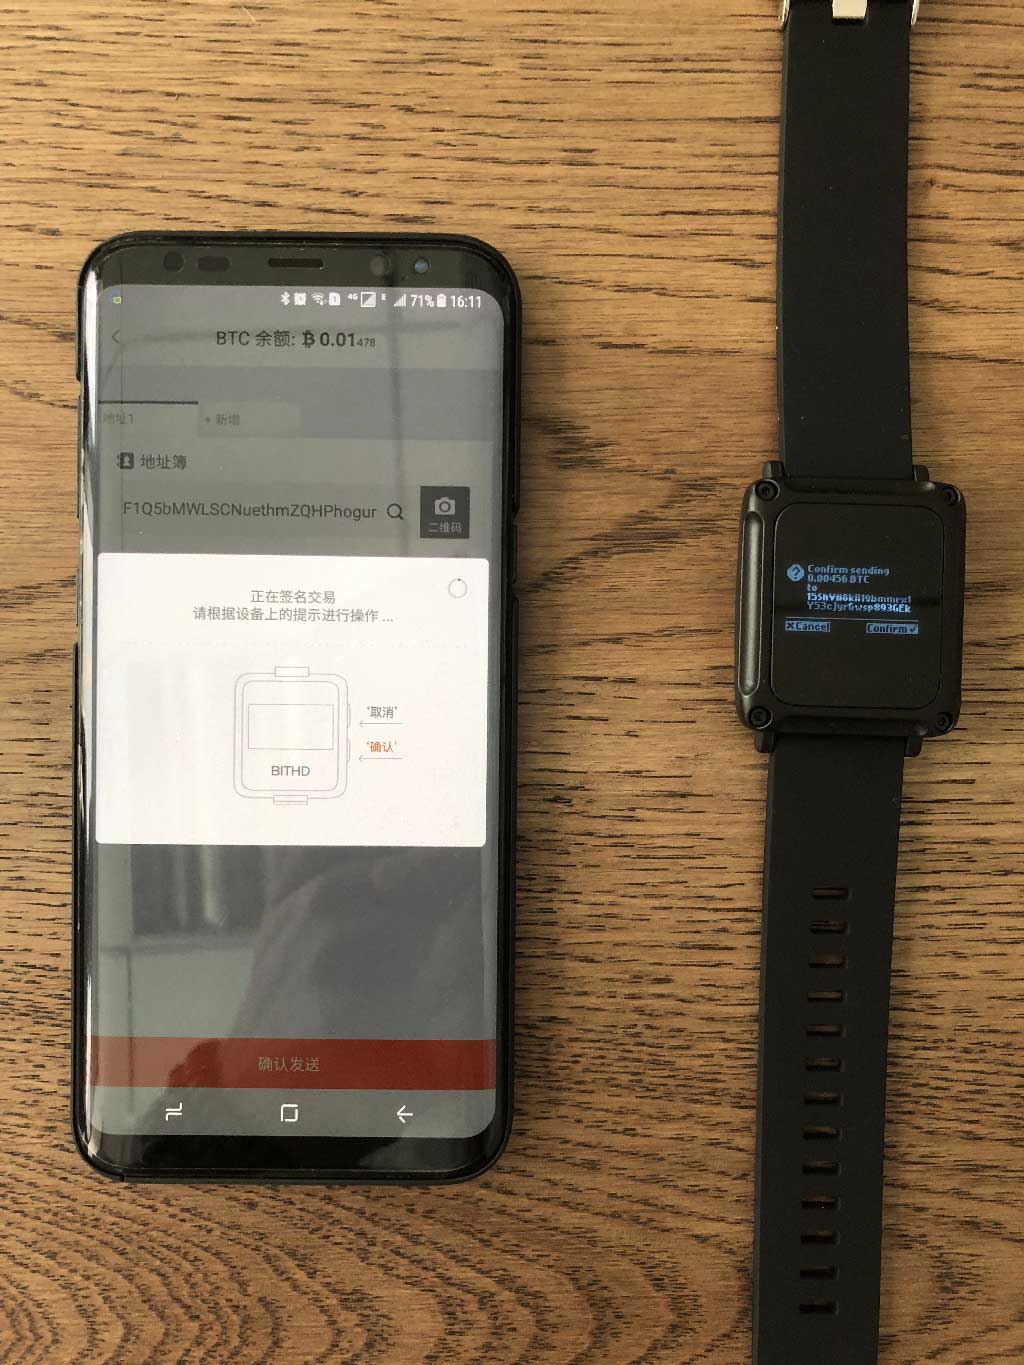 4G E 71% 16:11
BTC 余额: ₿ 0.01478
地址1 + 新增
地址簿
F1Q5bMWLSCNuethmZQHPhogur
二维码
正在签名交易
请根据设备上的提示进行操作 ...
'取消'
'确认'
BITHD
确认发送
Confirm sending
0.00456 BTC
to
Y53cJyrGwsp893GEk
Cancel Confirm ✓